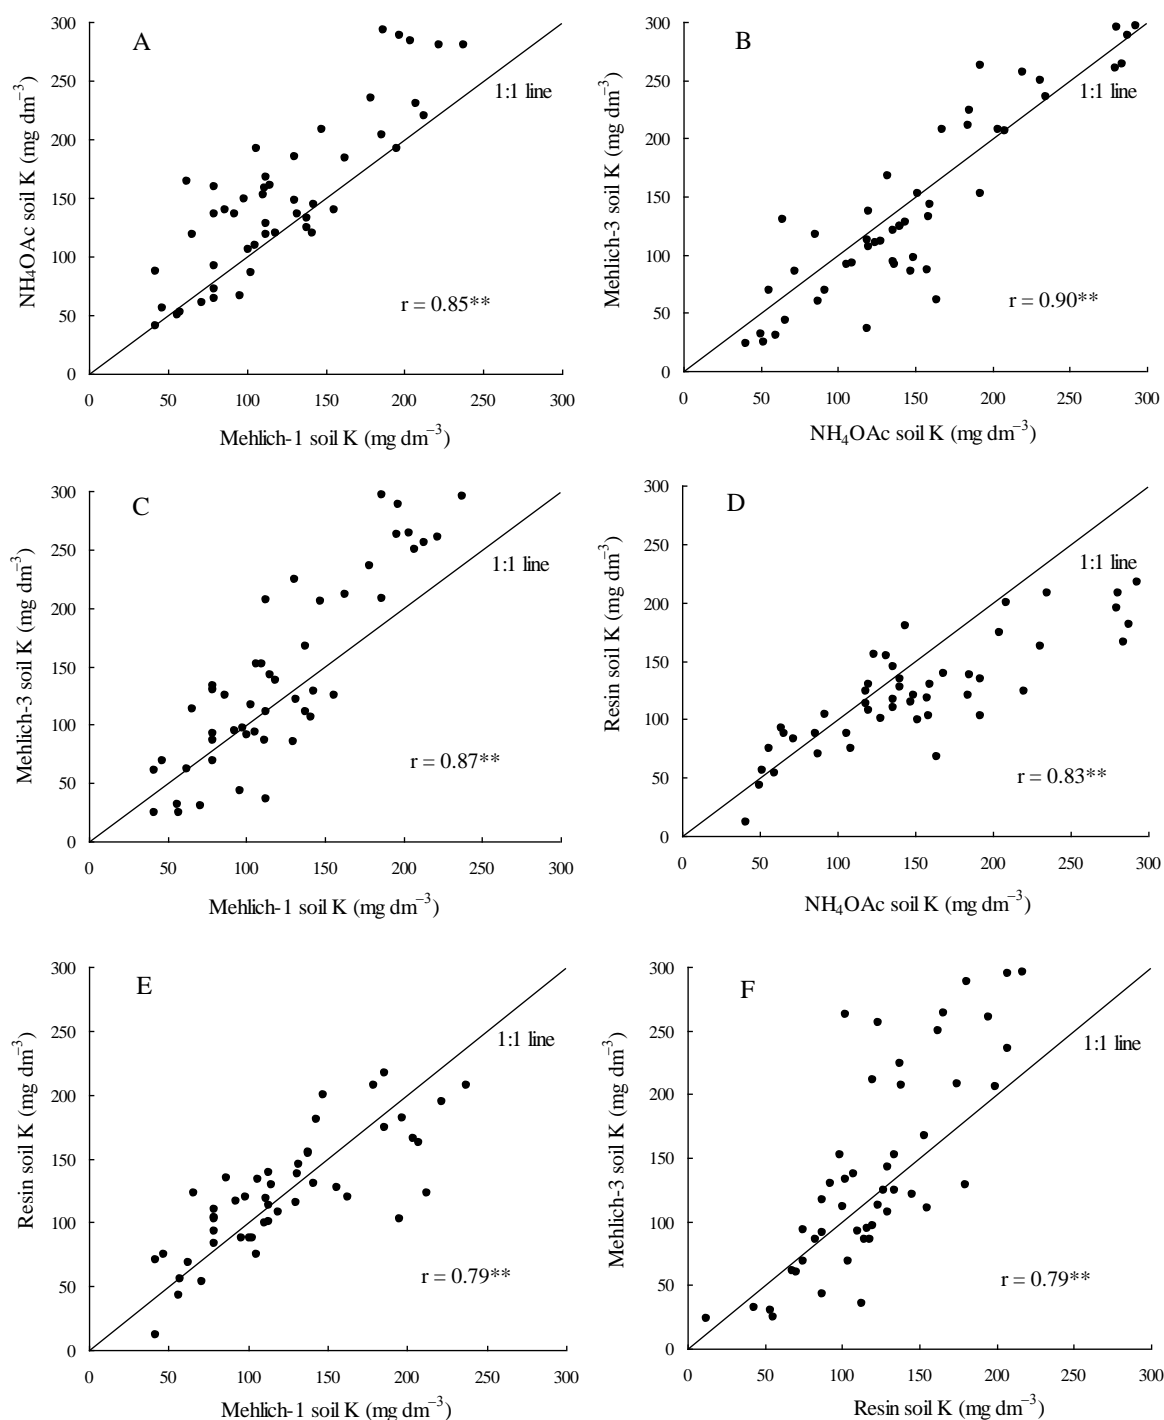 A
300
250
200
150
100
50
0
NH₄OAc soil K (mg dm⁻³)
1:1 line
r = 0.85**
0 50 100 150 200 250 300
Mehlich-1 soil K (mg dm⁻³)
B
300
250
200
150
100
50
0
Mehlich-3 soil K (mg dm⁻³)
1:1 line
r = 0.90**
0 50 100 150 200 250 300
NH₄OAc soil K (mg dm⁻³)
C
300
250
200
150
100
50
0
Mehlich-3 soil K (mg dm⁻³)
1:1 line
r = 0.87**
0 50 100 150 200 250 300
Mehlich-1 soil K (mg dm⁻³)
D
300
250
200
150
100
50
0
Resin soil K (mg dm⁻³)
1:1 line
r = 0.83**
0 50 100 150 200 250 300
NH₄OAc soil K (mg dm⁻³)
E
300
250
200
150
100
50
0
Resin soil K (mg dm⁻³)
1:1 line
r = 0.79**
0 50 100 150 200 250 300
Mehlich-1 soil K (mg dm⁻³)
F
300
250
200
150
100
50
0
Mehlich-3 soil K (mg dm⁻³)
1:1 line
r = 0.79**
0 50 100 150 200 250 300
Resin soil K (mg dm⁻³)